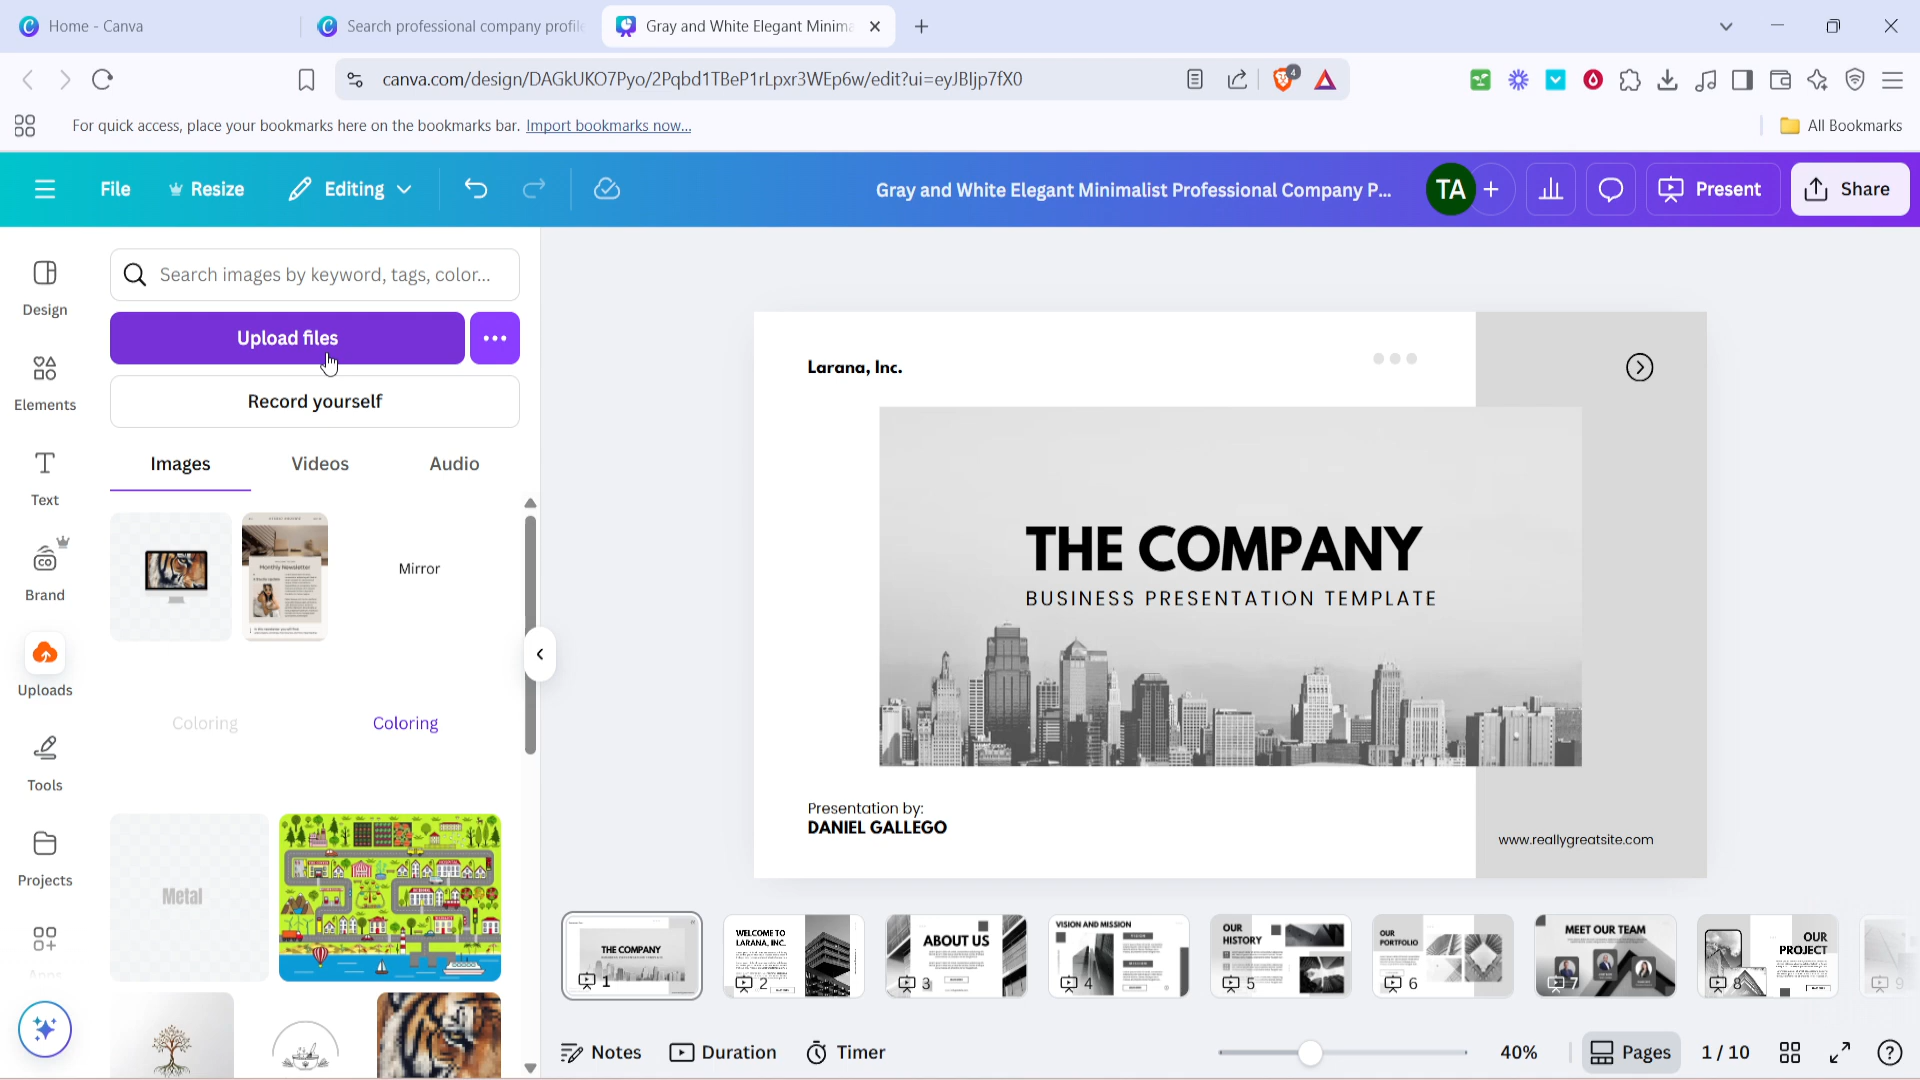 Home - Canva
Search professional company profil
Gray and White Elegant Minima
canva.com/design/DAGkUKO7Pyo/2Pqbd1TBeP1rLpxr3WEp6w/edit?ui=eyJBIjp7fX0
4
For quick access, place your bookmarks here on the bookmarks bar. Import bookmarks now...
All Bookmarks
File
Resize
Editing
Gray and White Elegant Minimalist Professional Company P...
TA
Present
Share
Design
Elements
Text
Brand
Uploads
Tools
Projects
Apps
Search images by keyword, tags, color...
Upload files
Record yourself
Images
Videos
Audio
Monthly Newsletter
Mirror
Coloring
Coloring
Metal
Larana, Inc.
THE COMPANY
BUSINESS PRESENTATION TEMPLATE
Presentation by:
DANIEL GALLEGO
www.reallygreatsite.com
THE COMPANY
1
WELCOME TO
LARANA, INC.
2
ABOUT US
3
VISION AND MISSION
4
OUR
HISTORY
5
OUR
PORTFOLIO
6
MEET OUR TEAM
7
OUR
PROJECT
8
9
Notes
Duration
Timer
40%
Pages
1 / 10